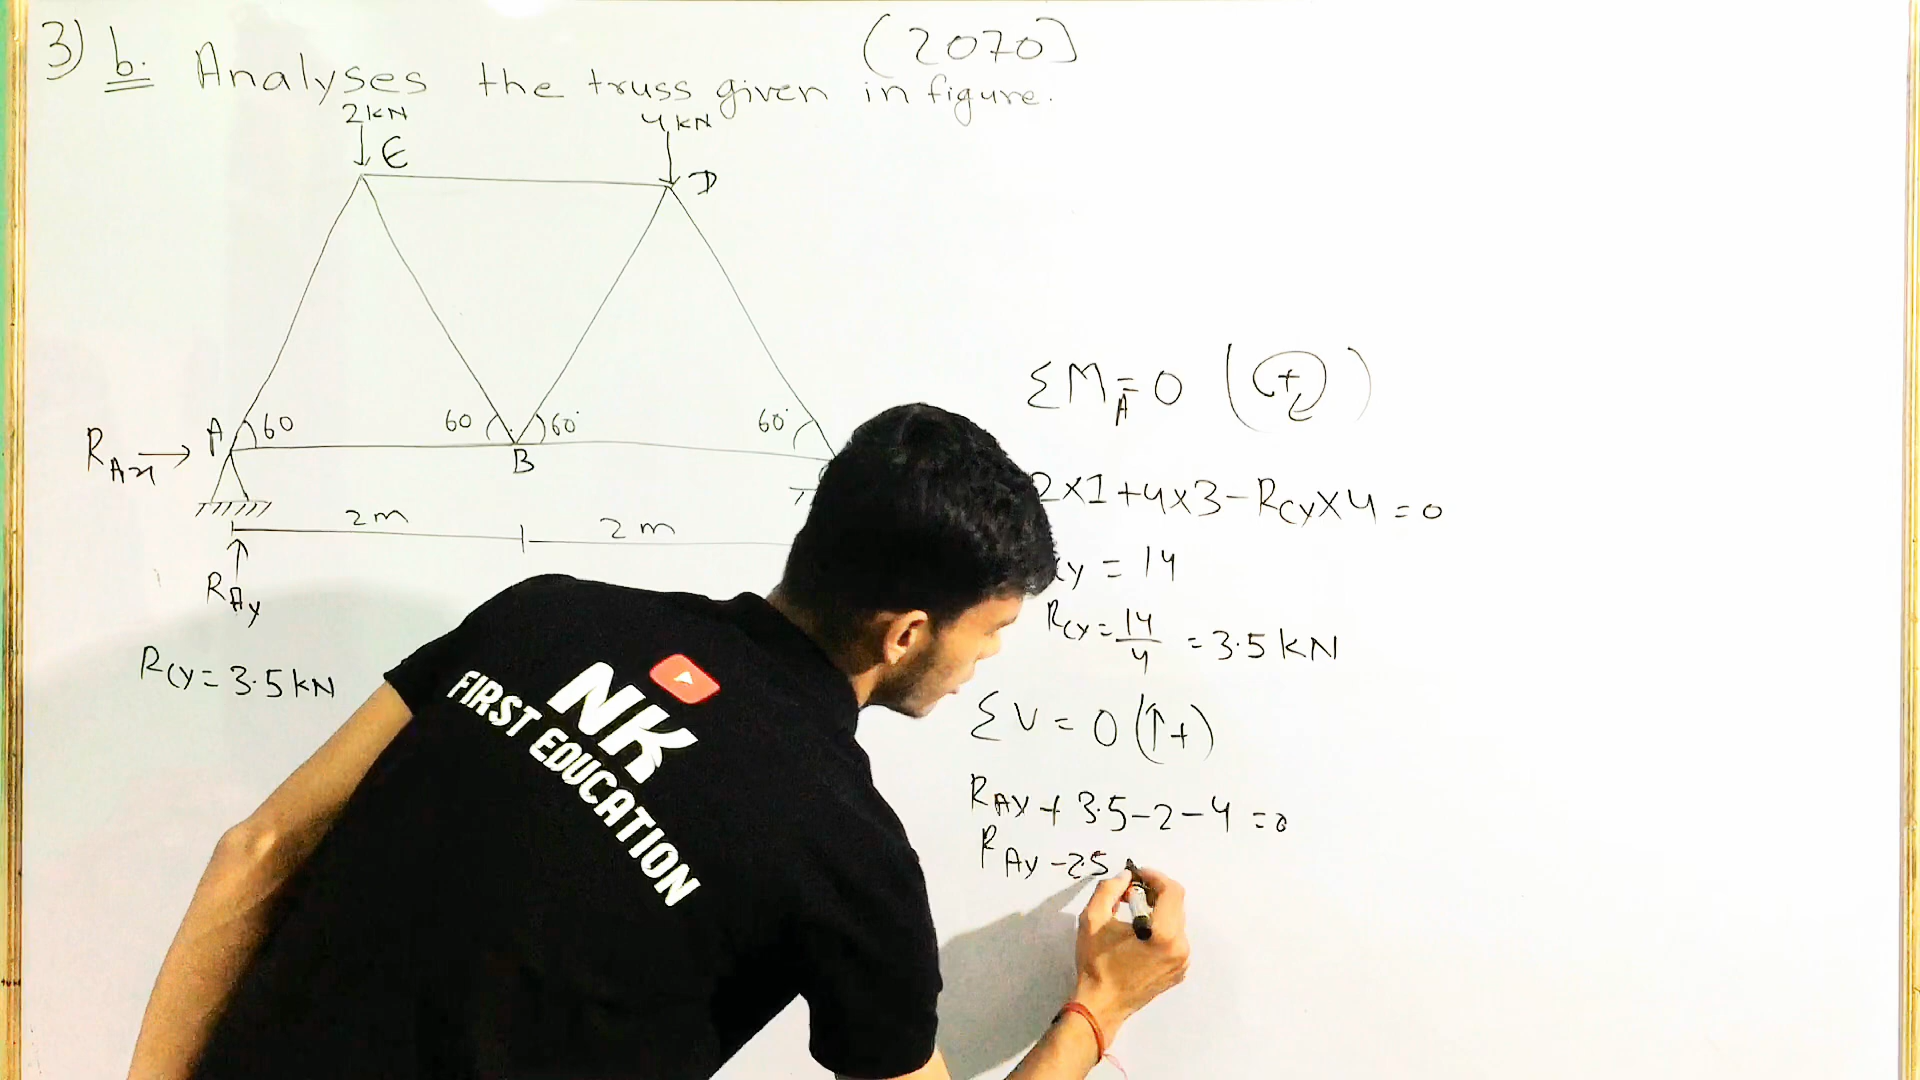 3) b. Analyses the truss given in figure.
(2070)
2kN
4kN
E
D
A
60
60
60°
60°
B
RAx
2m
2m
RAy
RCY = 3.5kN
ΣMA = 0 (+)
2×1+4×3-RCY×4 = 0
Y = 14
RCY = 14/4 = 3.5 kN
ΣV = 0 (↑+)
RAY + 3.5-2-4 = 0
RAY -2.5
NK
FIRST EDUCATION